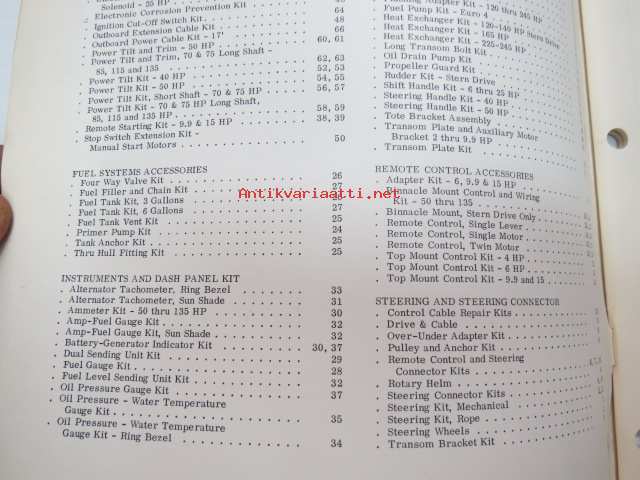 Solenoid - 35 HP
Electronic Corrosion Prevention Kit
Ignition Cut-Off Switch Kit 64
Outboard Extension Cable Kit 48
Outboard Power Cable Kit - 17' 66
Power Tilt and Trim - 50 HP 60, 61
Power Tilt and Trim, 70 & 75 Long Shaft -
85, 115 and 135 62, 63
Power Tilt Kit - 40 HP 52, 53
Power Tilt Kit - 50 HP 54, 55
Power Tilt Kit, Short Shaft - 70 & 75 HP 56, 57
Power Tilt Kit - 70 & 75 HP Long Shaft,
85, 115 and 135 HP 58, 59
Remote Starting Kit - 9.9 & 15 HP 38, 39
Stop Switch Extension Kit -
Manual Start Motors 50
FUEL SYSTEMS ACCESSORIES
Four Way Valve Kit 26
Fuel Filler and Chain Kit 27
Fuel Tank Kit, 3 Gallons
Fuel Tank Kit, 6 Gallons 27
Fuel Tank Vent Kit 25
Primer Pump Kit 24
Tank Anchor Kit 25
Thru Hull Fitting Kit 25
INSTRUMENTS AND DASH PANEL KIT
Alternator Tachometer, Ring Bezel 33
Alternator Tachometer, Sun Shade 31
Ammeter Kit - 50 thru 135 HP 30
Amp-Fuel Gauge Kit 32
Amp-Fuel Gauge Kit, Sun Shade 32
Battery-Generator Indicator Kit 30, 37
Dual Sending Unit Kit 29
Fuel Gauge Kit 28
Fuel Level Sending Unit Kit 32
Oil Pressure Gauge Kit 37
Oil Pressure - Water Temperature
Gauge Kit 35
Oil Pressure - Water Temperature
Gauge Kit - Ring Bezel 34
Adapter Kit - 120 thru 245 HP
Fuel Pump Kit - Euro 4
Heat Exchanger Kit - 120-140 HP Stern Drive
Heat Exchanger Kit - 165 HP
Heat Exchanger Kit - 225-245 HP
Long Transom Bolt Kit
Oil Drain Pump Kit
Propeller Guard Kit
Rudder Kit - Stern Drive
Shift Handle Kit - 6 thru 25 HP
Steering Handle Kit - 40 HP
Steering Handle Kit - 50 HP
Tote Bracket Assembly
Transom Plate and Auxiliary Motor
Bracket 2 thru 9.9 HP
Transom Plate Kit
REMOTE CONTROL ACCESSORIES
Adapter Kit - 6, 9.9 & 15 HP
Binnacle Mount Control and Wiring
Kit - 50 thru 135
Binnacle Mount, Stern Drive Only
Remote Control, Single Lever
Remote Control, Single Motor
Remote Control, Twin Motor
Top Mount Control Kit - 4 HP
Top Mount Control Kit - 6 HP
Top Mount Control Kit - 9.9 and 15
STEERING AND STEERING CONNECTOR
Control Cable Repair Kits
Drive & Cable
Over-Under Adapter Kit
Pulley and Anchor Kit
Remote Control and Steering
Connector Kits
Rotary Helm
Steering Connector Kits
Steering Kit, Mechanical
Steering Kit, Rope
Steering Wheels
Transom Bracket Kit
Antikvariaatti.net